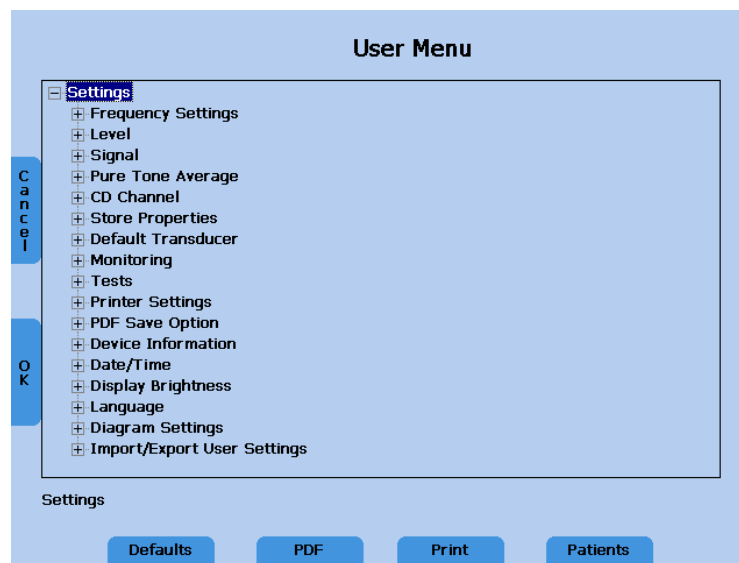 User Menu
Settings
Frequency Settings
Level
Signal
Pure Tone Average
CD Channel
Store Properties
Default Transducer
Monitoring
Tests
Printer Settings
PDF Save Option
Device Information
Date/Time
Display Brightness
Language
Diagram Settings
Import/Export User Settings
Cancel
OK
Settings
Defaults PDF Print Patients